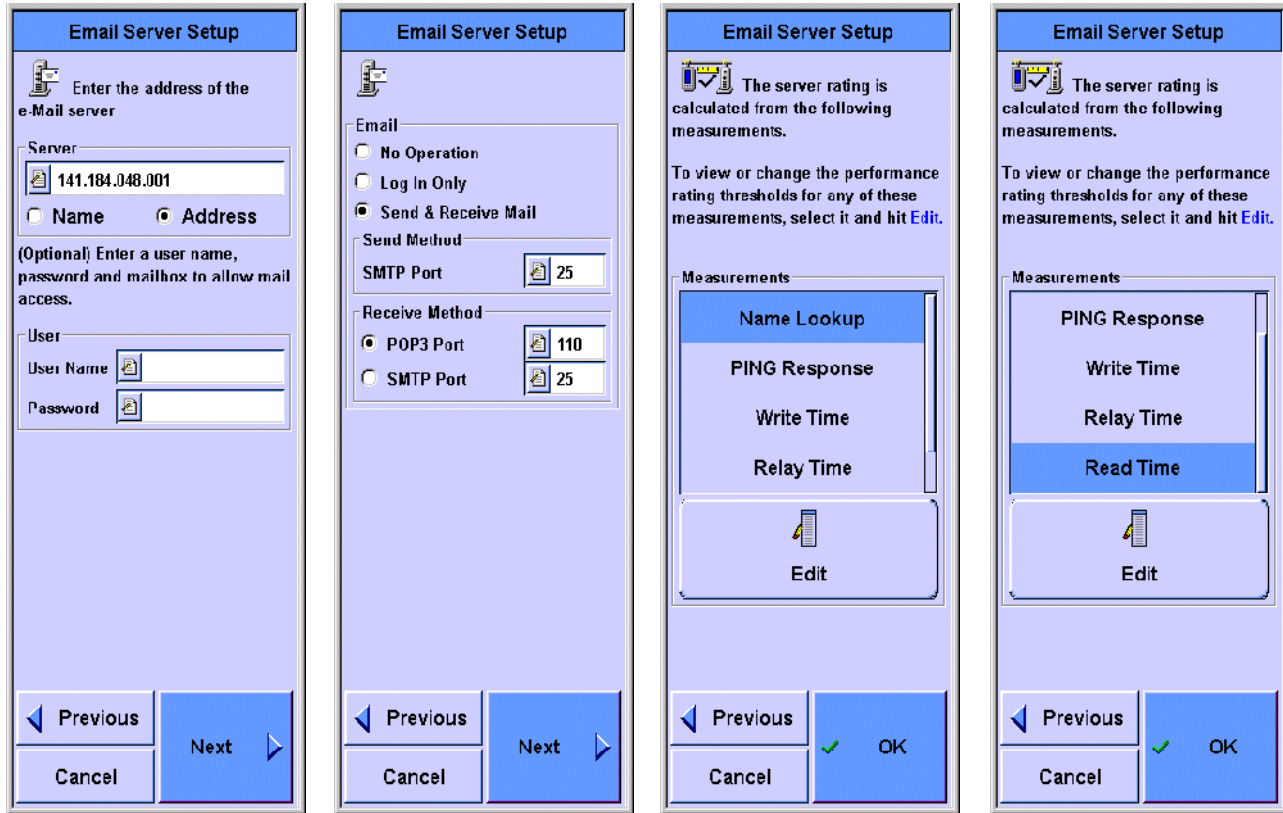 Email Server Setup
Enter the address of the
e-Mail server
Server
141.184.048.001
Name
Address
(Optional) Enter a user name,
password and mailbox to allow mail
access.
User
User Name
Password
Previous
Next
Cancel
Email Server Setup
Email
No Operation
Log In Only
Send & Receive Mail
Send Method
SMTP Port
25
Receive Method
POP3 Port
110
SMTP Port
25
Previous
Next
Cancel
Email Server Setup
The server rating is
calculated from the following
measurements.
To view or change the performance
rating thresholds for any of these
measurements, select it and hit Edit.
Measurements
Name Lookup
PING Response
Write Time
Relay Time
Edit
Previous
OK
Cancel
Email Server Setup
The server rating is
calculated from the following
measurements.
To view or change the performance
rating thresholds for any of these
measurements, select it and hit Edit.
Measurements
PING Response
Write Time
Relay Time
Read Time
Edit
Previous
OK
Cancel